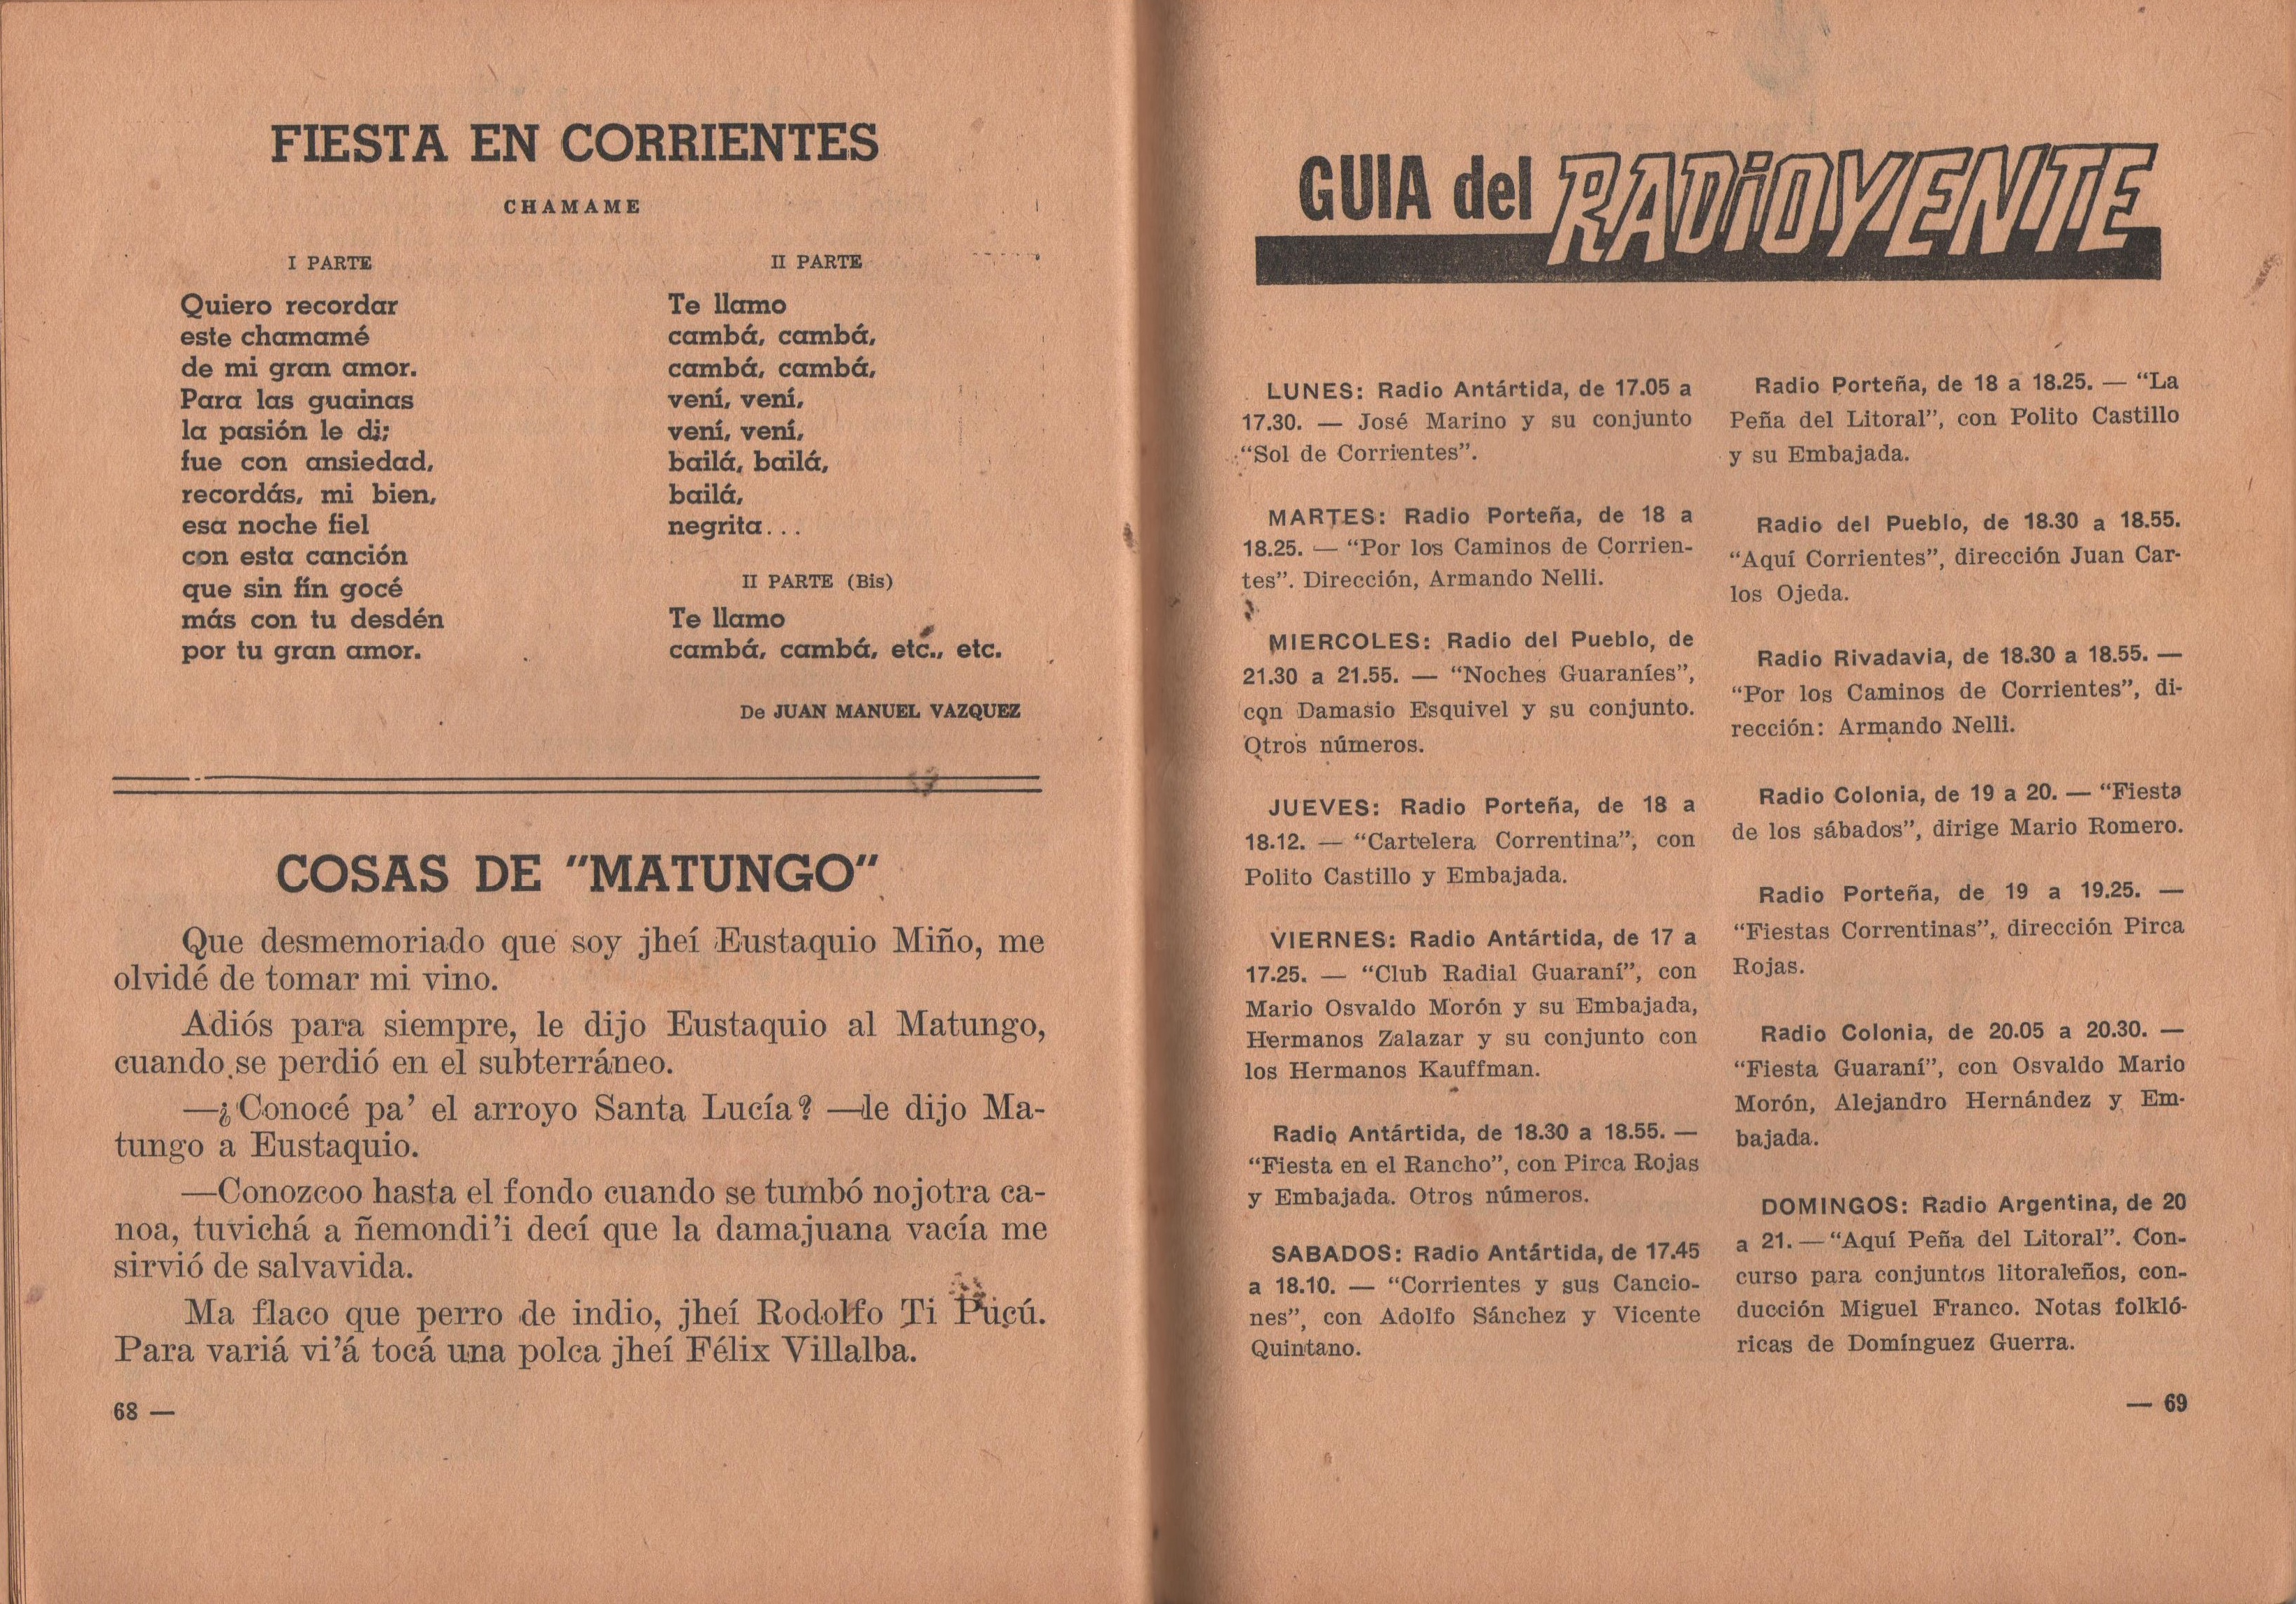 FIESTA EN CORRIENTES
CHAMAME
I PARTE
Quiero recordar
este chamamé
de mi gran amor.
Para las guainas
la pasión le di;
fue con ansiedad,
recordás, mi bien,
esa noche fiel
con esta canción
que sin fín gocé
más con tu desdén
por tu gran amor.
II PARTE
Te llamo
cambá, cambá,
cambá, cambá,
vení, vení,
vení, vení,
bailá, bailá,
bailá,
negrita...
II PARTE (Bis)
Te llamo
cambá, cambá, etc., etc.
De JUAN MANUEL VAZQUEZ
COSAS DE "MATUNGO"
Que desmemoriado que soy jheí Eustaquio Miño, me
olvidé de tomar mi vino.
Adiós para siempre, le dijo Eustaquio al Matungo,
cuando se perdió en el subterráneo.
—¿Conocé pa' el arroyo Santa Lucía? —le dijo Ma-
tungo a Eustaquio.
—Conozcoo hasta el fondo cuando se tumbó nojotra ca-
noa, tuvichá a ñemondi'i decí que la damajuana vacía me
sirvió de salvavida.
Ma flaco que perro de indio, jheí Rodolfo Ti Pucú.
Para variá vi'á tocá una polca jheí Félix Villalba.
68 —
GUIA del RADiOYENTE
LUNES: Radio Antártida, de 17.05 a
17.30. — José Marino y su conjunto
“Sol de Corrientes”.
MARTES: Radio Porteña, de 18 a
18.25. — “Por los Caminos de Corrien-
tes”. Dirección, Armando Nelli.
MIERCOLES: Radio del Pueblo, de
21.30 a 21.55. — “Noches Guaraníes”,
con Damasio Esquivel y su conjunto.
Otros números.
JUEVES: Radio Porteña, de 18 a
18.12. — “Cartelera Correntina”, con
Polito Castillo y Embajada.
VIERNES: Radio Antártida, de 17 a
17.25. — “Club Radial Guaraní”, con
Mario Osvaldo Morón y su Embajada,
Hermanos Zalazar y su conjunto con
los Hermanos Kauffman.
Radio Antártida, de 18.30 a 18.55. —
“Fiesta en el Rancho”, con Pirca Rojas
y Embajada. Otros números.
SABADOS: Radio Antártida, de 17.45
a 18.10. — “Corrientes y sus Cancio-
nes”, con Adolfo Sánchez y Vicente
Quintano.
Radio Porteña, de 18 a 18.25. — “La
Peña del Litoral”, con Polito Castillo
y su Embajada.
Radio del Pueblo, de 18.30 a 18.55.
“Aquí Corrientes”, dirección Juan Car-
los Ojeda.
Radio Rivadavia, de 18.30 a 18.55. —
“Por los Caminos de Corrientes”, di-
rección: Armando Nelli.
Radio Colonia, de 19 a 20. — “Fiesta
de los sábados”, dirige Mario Romero.
Radio Porteña, de 19 a 19.25. —
“Fiestas Correntinas”, dirección Pirca
Rojas.
Radio Colonia, de 20.05 a 20.30. —
“Fiesta Guaraní”, con Osvaldo Mario
Morón, Alejandro Hernández y Em-
bajada.
DOMINGOS: Radio Argentina, de 20
a 21. — “Aquí Peña del Litoral”. Con-
curso para conjuntos litoraleños, con-
ducción Miguel Franco. Notas folkló-
ricas de Domínguez Guerra.
— 69